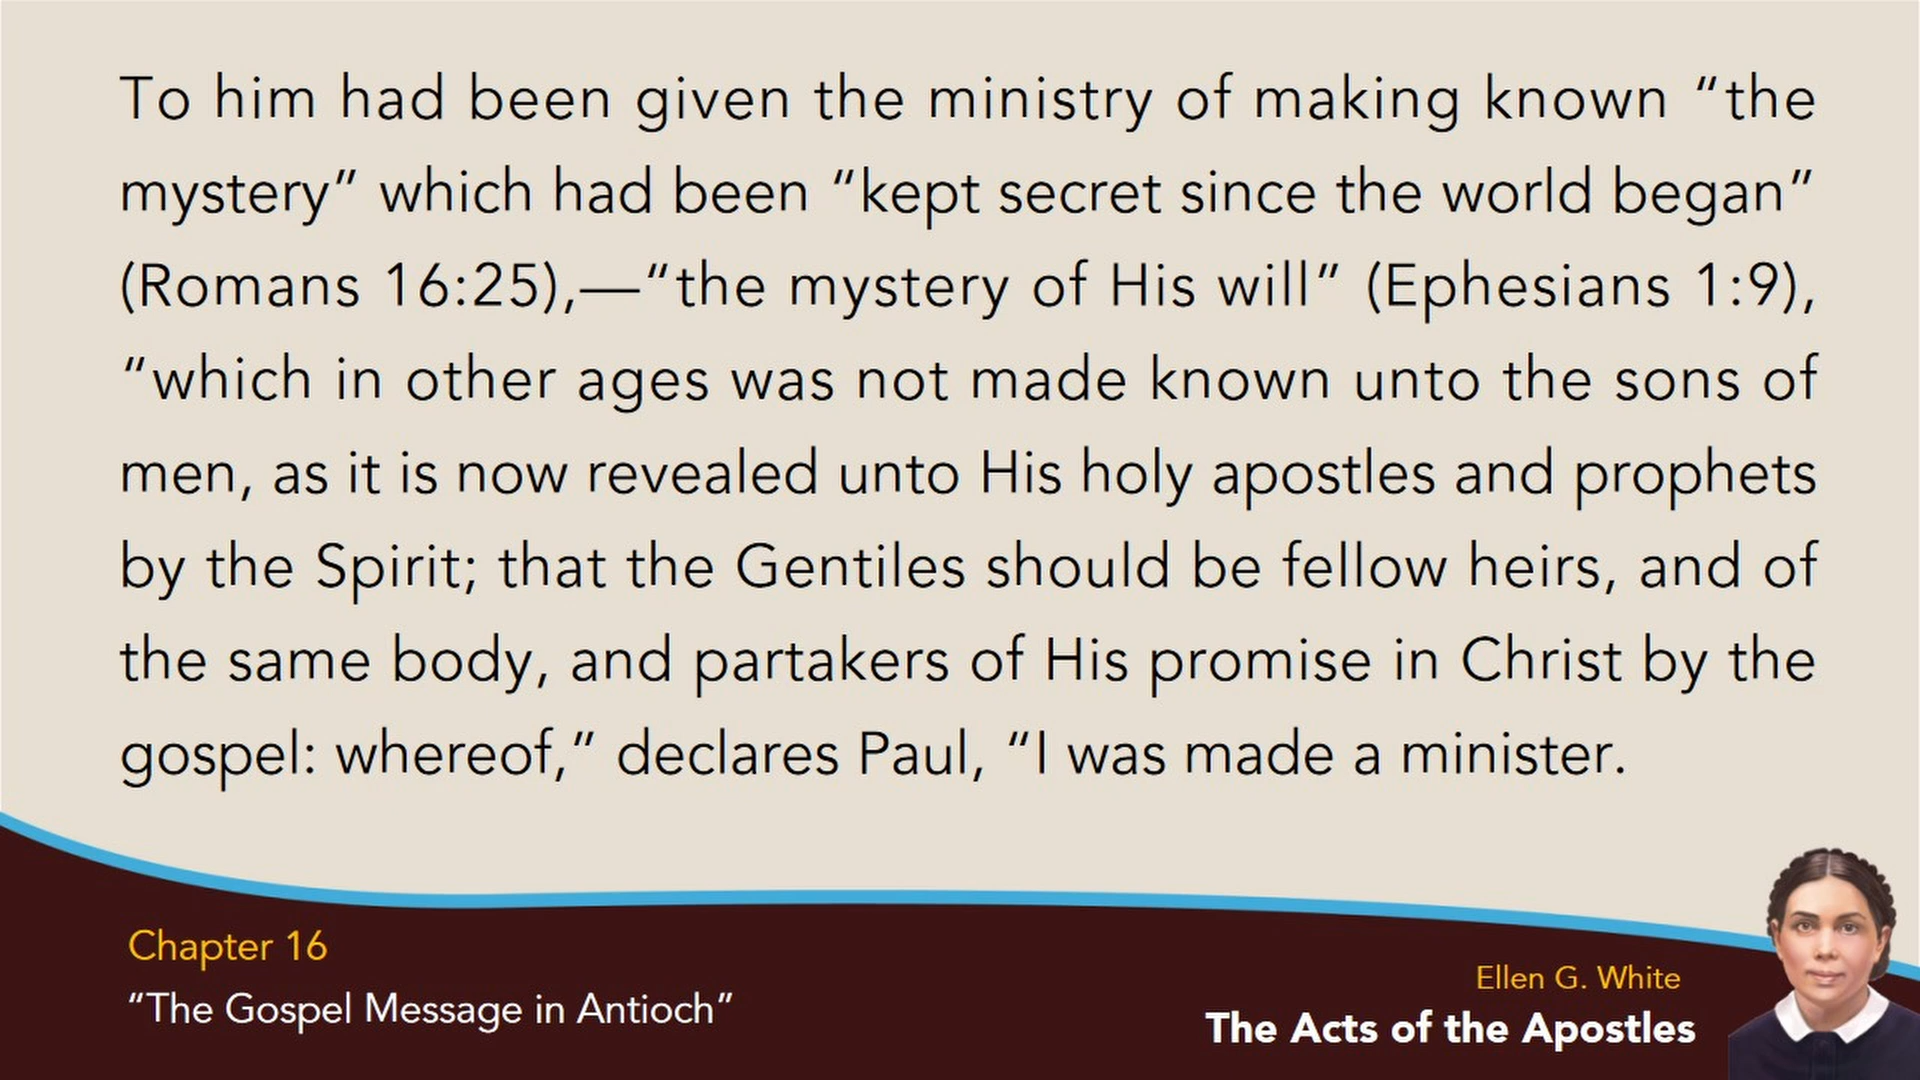 To him had been given the ministry of making known “the
mystery” which had been “kept secret since the world began”
(Romans 16:25),—“the mystery of His will” (Ephesians 1:9),
“which in other ages was not made known unto the sons of
men, as it is now revealed unto His holy apostles and prophets
by the Spirit; that the Gentiles should be fellow heirs, and of
the same body, and partakers of His promise in Christ by the
gospel: whereof,” declares Paul, “I was made a minister.
Chapter 16
“The Gospel Message in Antioch”
Ellen G. White
The Acts of the Apostles